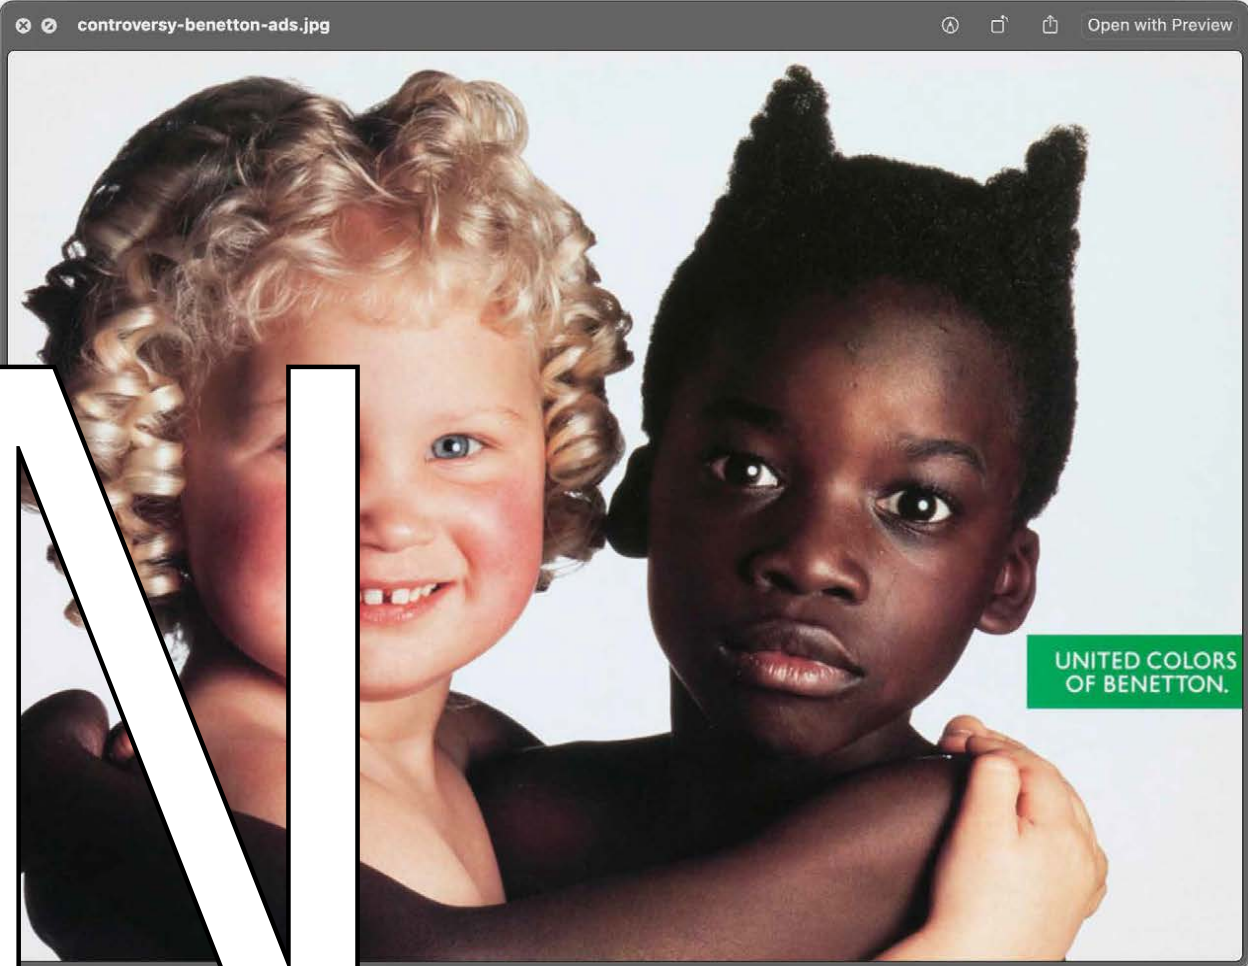 controversy-benetton-ads.jpg
Open with Preview
N
UNITED COLORS
OF BENETTON.